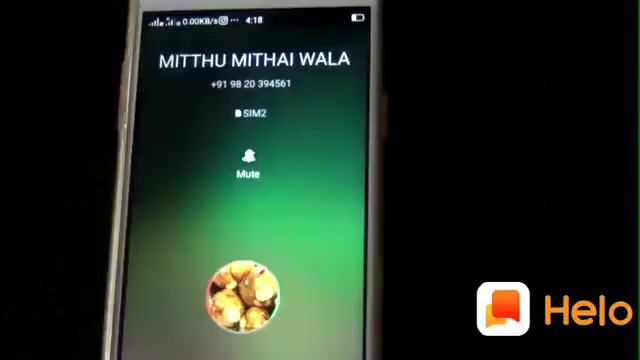 0.00KB/s ... 4:18
MITTHU MITHAI WALA
+91 98 20 394561
SIM2
Mute
Helo